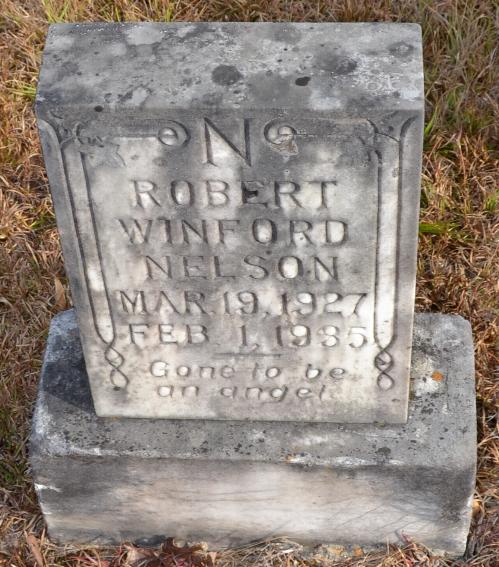 N
ROBERT
WINFORD
NELSON
MAR. 19, 1927
FEB 1, 1935
Gone to be
an angel